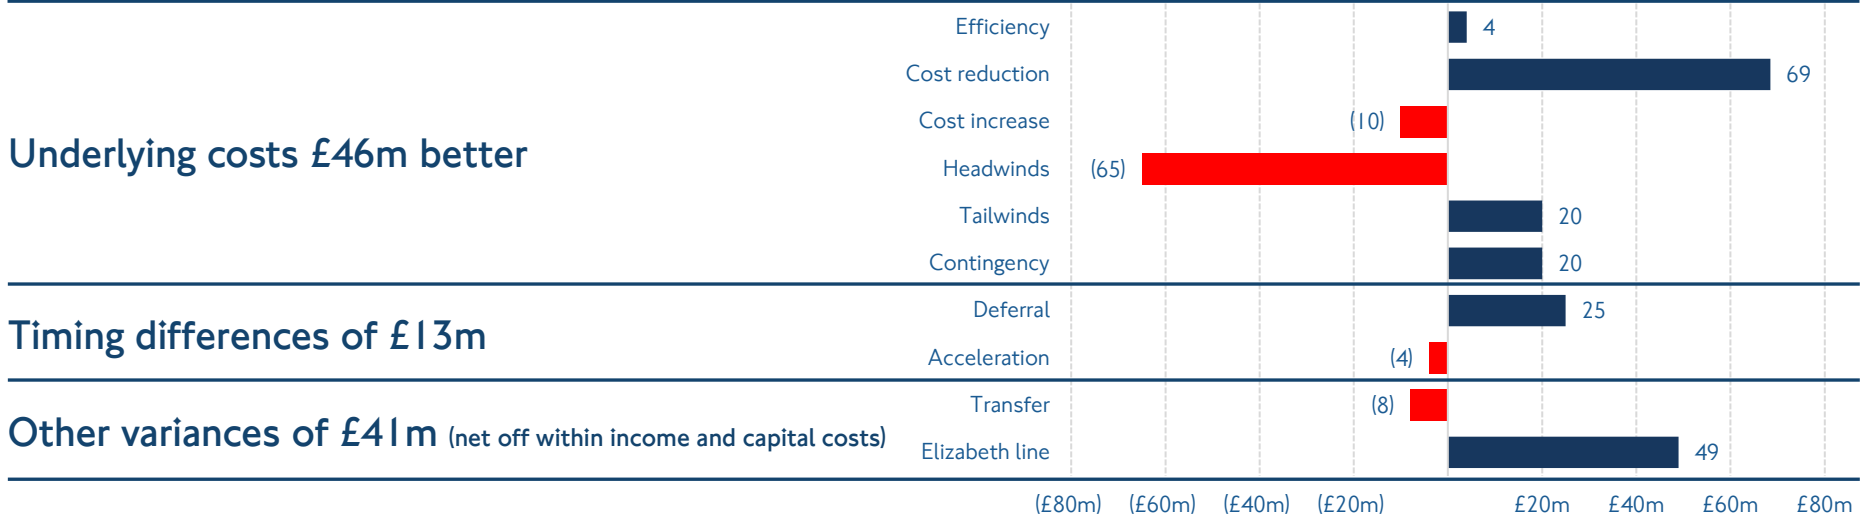 Efficiency 4
Cost reduction 69
Cost increase (10)
Underlying costs £46m better
Headwinds (65)
Tailwinds 20
Contingency 20
Deferral 25
Timing differences of £13m
Acceleration (4)
Transfer (8)
Other variances of £41m (net off within income and capital costs)
Elizabeth line 49
(£80m) (£60m) (£40m) (£20m) £20m £40m £60m £80m